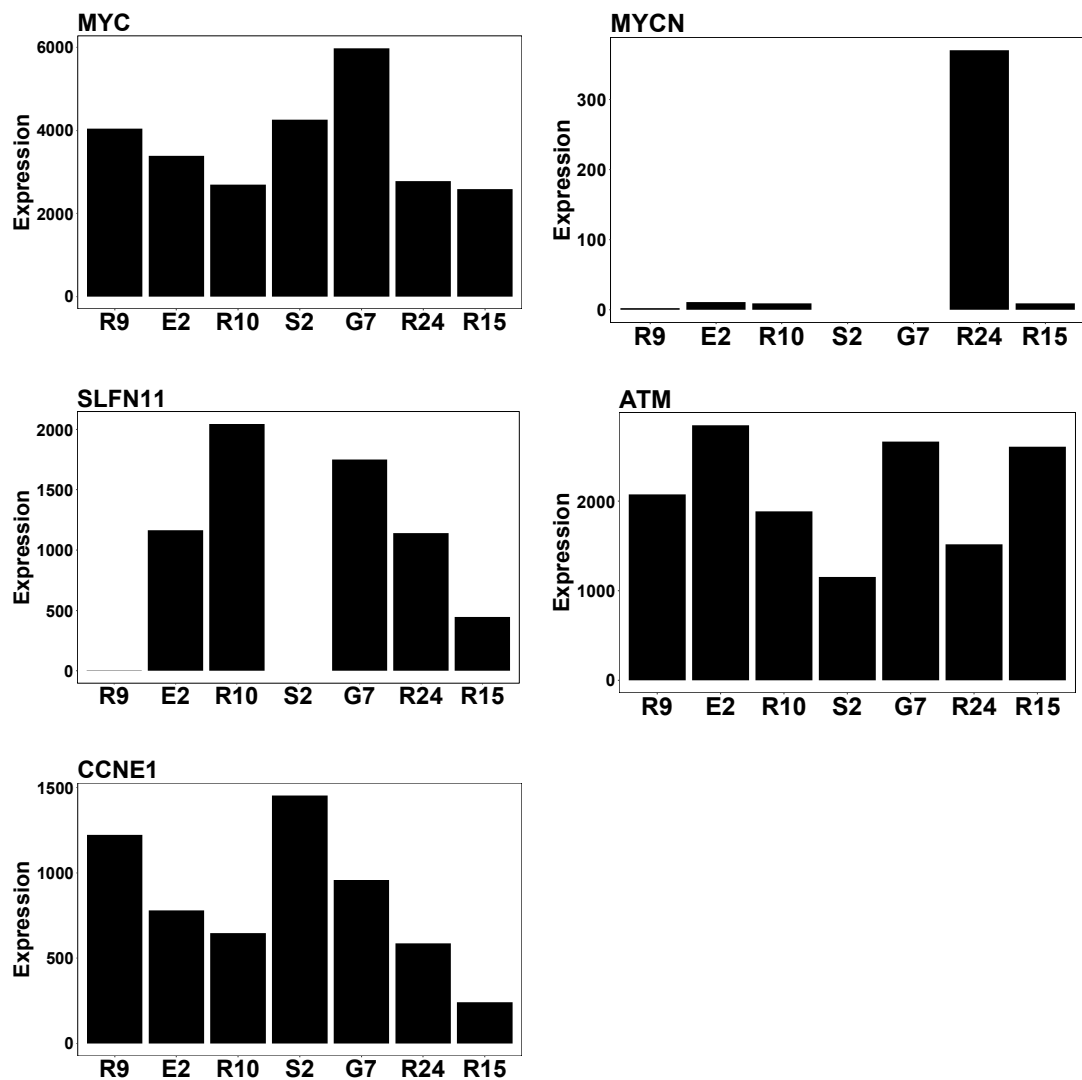 MYC
6000
4000
2000
0
Expression
R9 E2 R10 S2 G7 R24 R15
MYCN
300
200
100
0
Expression
R9 E2 R10 S2 G7 R24 R15
SLFN11
2000
1500
1000
500
0
Expression
R9 E2 R10 S2 G7 R24 R15
ATM
2000
1000
0
Expression
R9 E2 R10 S2 G7 R24 R15
CCNE1
1500
1000
500
0
Expression
R9 E2 R10 S2 G7 R24 R15